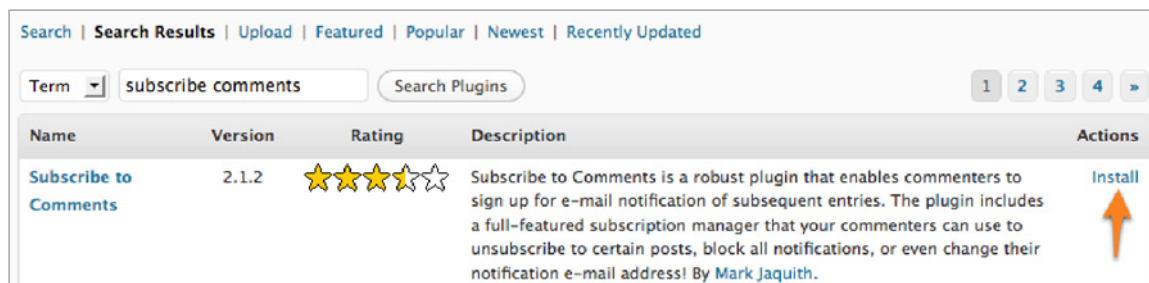 Search | Search Results | Upload | Featured | Popular | Newest | Recently Updated
Term subscribe comments Search Plugins 1 2 3 4 »
Name Version Rating Description Actions
Subscribe to Comments 2.1.2 Subscribe to Comments is a robust plugin that enables commenters to Install
sign up for e-mail notification of subsequent entries. The plugin includes
a full-featured subscription manager that your commenters can use to
unsubscribe to certain posts, block all notifications, or even change their
notification e-mail address! By Mark Jaquith.